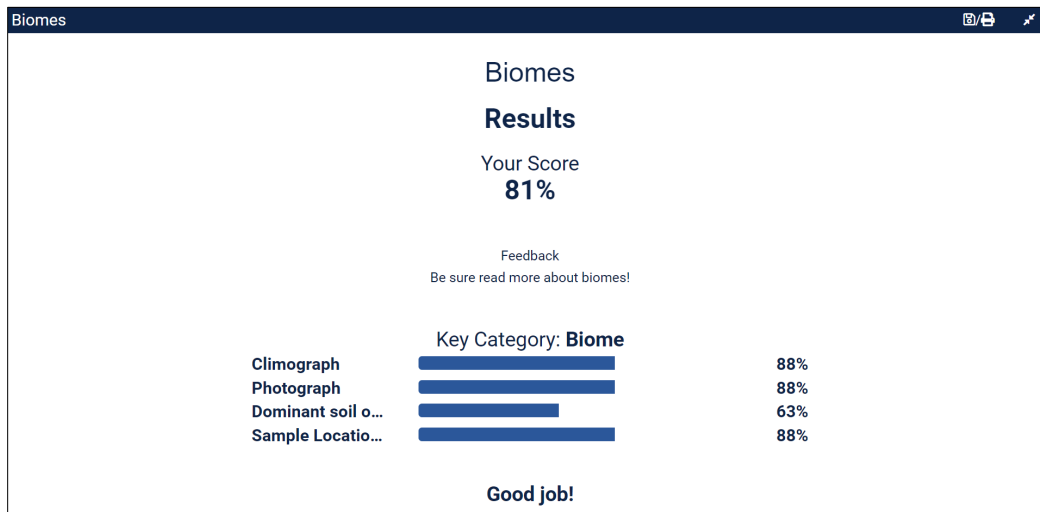 Biomes
Biomes
Results
Your Score
81%
Feedback
Be sure read more about biomes!
Key Category: Biome
Climograph 88%
Photograph 88%
Dominant soil o... 63%
Sample Locatio... 88%
Good job!